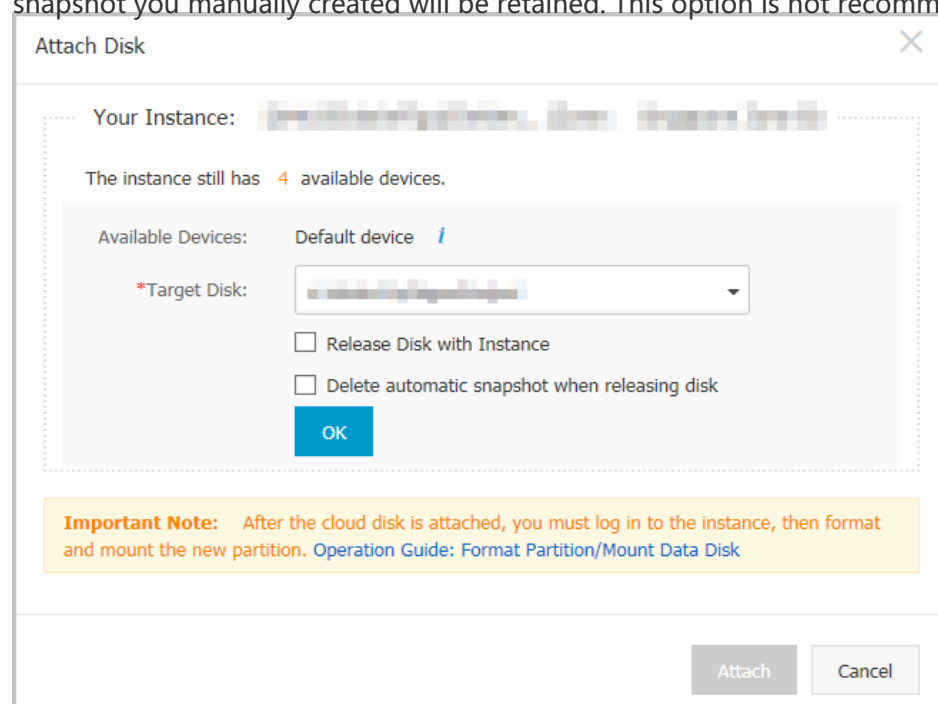 snapshot you manually created will be retained. This option is not recomm
Attach Disk
Your Instance:
The instance still has 4 available devices.
Available Devices: Default device i
*Target Disk:
Release Disk with Instance
Delete automatic snapshot when releasing disk
OK
Important Note: After the cloud disk is attached, you must log in to the instance, then format
and mount the new partition. Operation Guide: Format Partition/Mount Data Disk
Attach Cancel